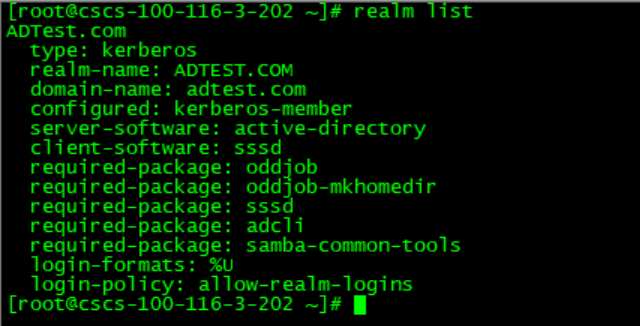 [root@cscs-100-116-3-202 ~]# realm list
ADTest.com
type: kerberos
realm-name: ADTEST.COM
domain-name: adtest.com
configured: kerberos-member
server-software: active-directory
client-software: sssd
required-package: oddjob
required-package: oddjob-mkhomedir
required-package: sssd
required-package: adcli
required-package: samba-common-tools
login-formats: %U
login-policy: allow-realm-logins
[root@cscs-100-116-3-202 ~]#